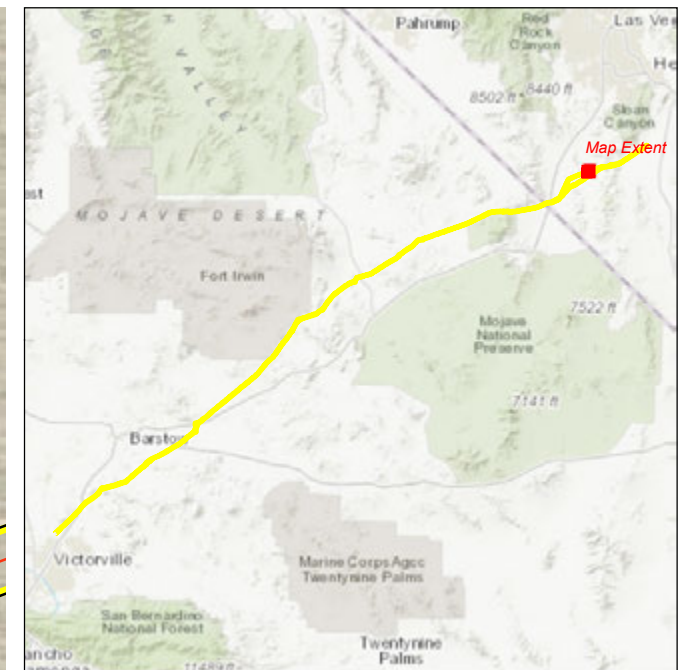 Pahrump
Red
Rock
Canyon
Las Ve
He
8502 ft
8440 ft
Sloan
Canyon
Map Extent
VALLEY
MOJAVE DESERT
Fort Irwin
7522 ft
Mojave
National
Preserve
7141 ft
Barstow
Victorville
Marine Corps Agcc
Twentynine Palms
San Bernardino
National Forest
Twentynine
Palms
ancho
11489 ft